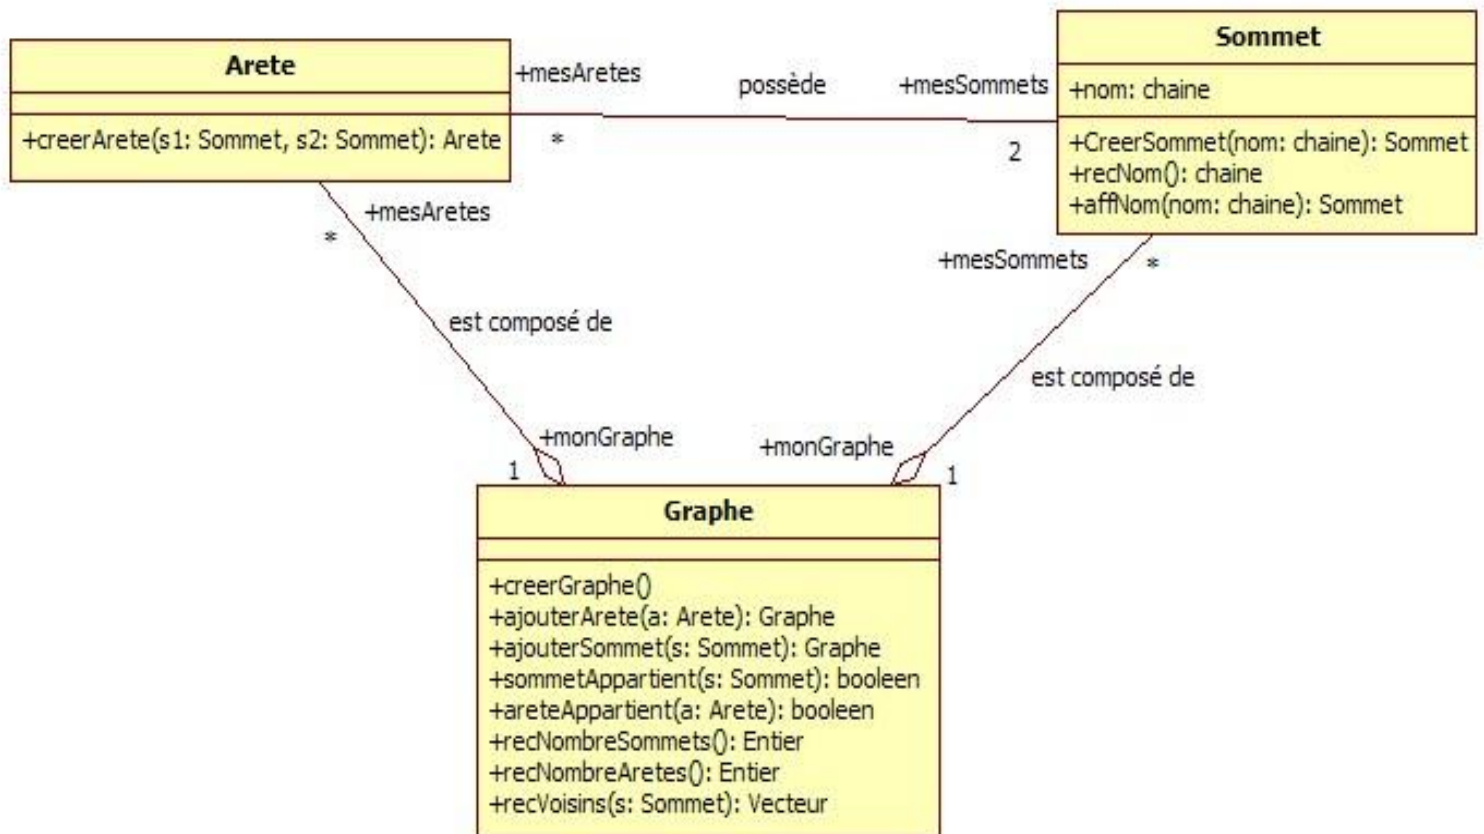 Arete
+creerArete(s1: Sommet, s2: Sommet): Arete
+mesAretes
*
possède
+mesSommets
2
Sommet
+nom: chaine
+CreerSommet(nom: chaine): Sommet
+recNom(): chaine
+affNom(nom: chaine): Sommet
+mesAretes
*
est composé de
+monGraphe
1
+mesSommets
*
est composé de
+monGraphe
1
Graphe
+creerGraphe()
+ajouterArete(a: Arete): Graphe
+ajouterSommet(s: Sommet): Graphe
+sommetAppartient(s: Sommet): booleen
+areteAppartient(a: Arete): booleen
+recNombreSommets(): Entier
+recNombreAretes(): Entier
+recVoisins(s: Sommet): Vecteur